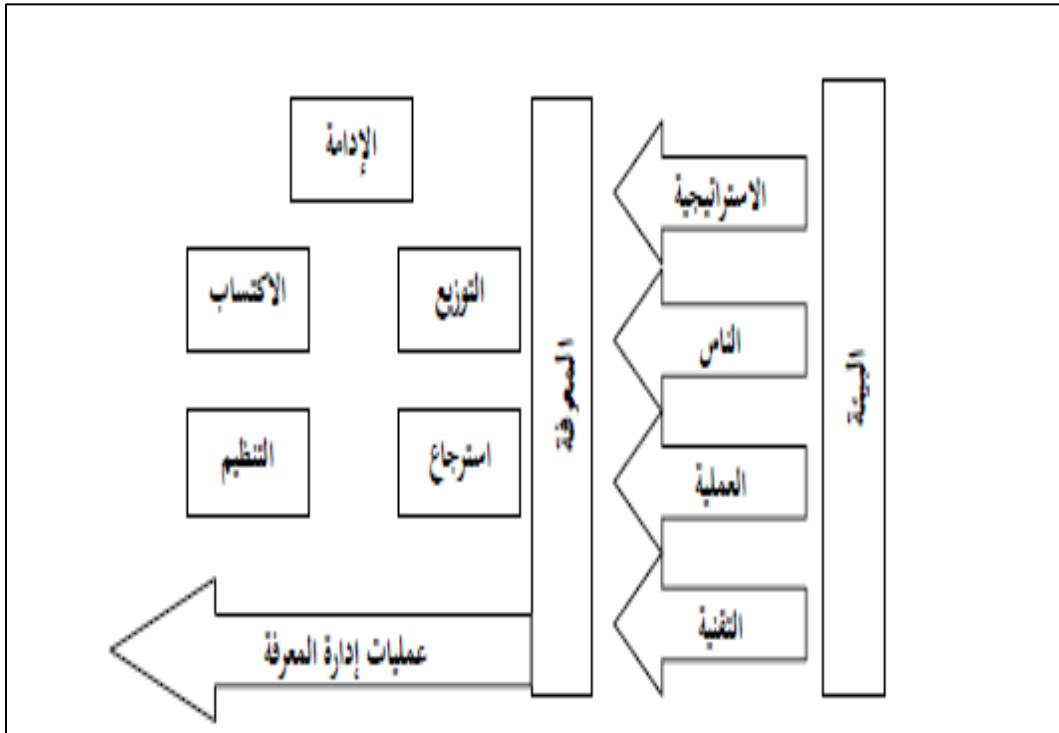 الإدامة
الاستراتيجية
التوزيع
الاكتساب
الناس
المعرفة
البيئة
استرجاع
التنظيم
العملية
التقنية
عمليات إدارة المعرفة